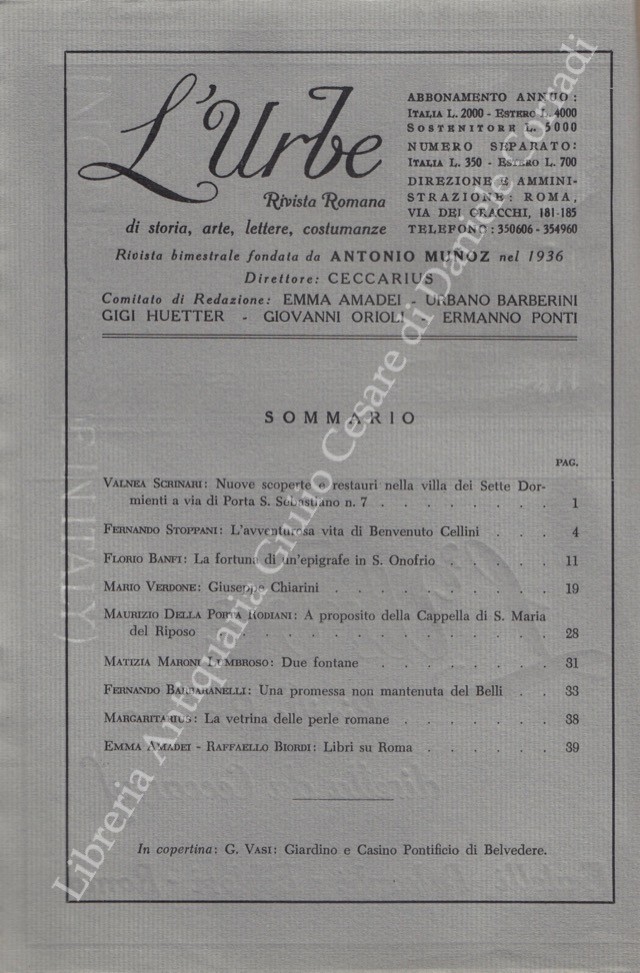 L'Urbe
Rivista Romana
di storia, arte, lettere, costumanze
ABBONAMENTO ANNUO:
ITALIA L. 2000 - ESTERO L. 4000
SOSTENITORE L. 5000
NUMERO SEPARATO:
ITALIA L. 350 - ESTERO L. 700
DIREZIONE E AMMINI-
STRAZIONE: ROMA,
VIA DEI GRACCHI, 181-185
TELEFONO: 350606 - 354960
Rivista bimestrale fondata da ANTONIO MUÑOZ nel 1936
Direttore: CECCARIUS
Comitato di Redazione: EMMA AMADEI - URBANO BARBERINI
GIGI HUETTER - GIOVANNI ORIOLI - ERMANNO PONTI
SOMMARIO
PAG.
VALNEA SCRINARI: Nuove scoperte e restauri nella villa dei Sette Dor-
mienti a via di Porta S. Sebastiano n. 7 . . . . . . . . 1
FERNANDO STOPPANI: L'avventurosa vita di Benvenuto Cellini . . . 4
FLORIO BANFI: La fortuna di un'epigrafe in S. Onofrio . . . . . 11
MARIO VERDONE: Giuseppe Chiarini . . . . . . . . . . 19
MAURIZIO DELLA PORTA RODIANI: A proposito della Cappella di S. Maria
del Riposo . . . . . . . . . . . . . . . 28
MATIZIA MARONI LUMBROSO: Due fontane . . . . . . . . 31
FERNANDO BARBARANELLI: Una promessa non mantenuta del Belli . . 33
MARGARITARIUS: La vetrina delle perle romane . . . . . . . 38
EMMA AMADEI - RAFFAELLO BIORDI: Libri su Roma . . . . . . 39
In copertina: G. VASI: Giardino e Casino Pontificio di Belvedere.
Libreria Antiquaria Giulio Cesare di Daniele Corradi